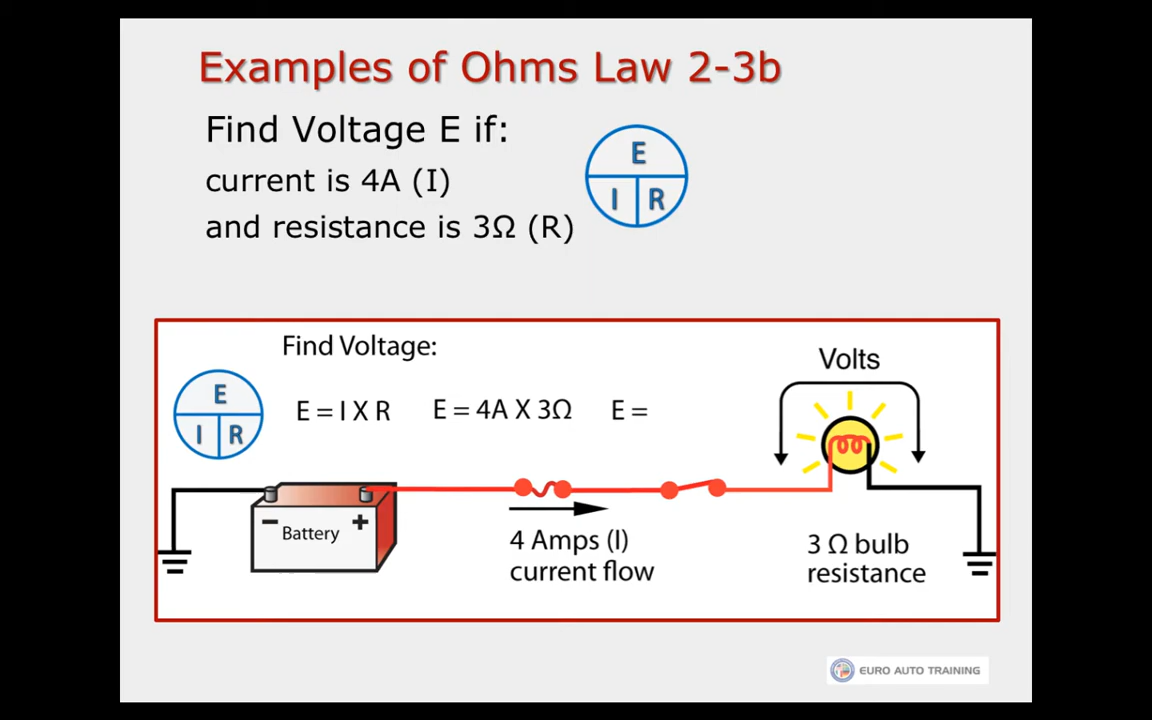 Examples of Ohms Law 2-3b
Find Voltage E if:
current is 4A (I)
and resistance is 3Ω (R)
E
I R
Find Voltage:
E
I R
E = I X R E = 4A X 3Ω E =
Volts
− Battery +
4 Amps (I)
current flow
3 Ω bulb
resistance
EURO AUTO TRAINING